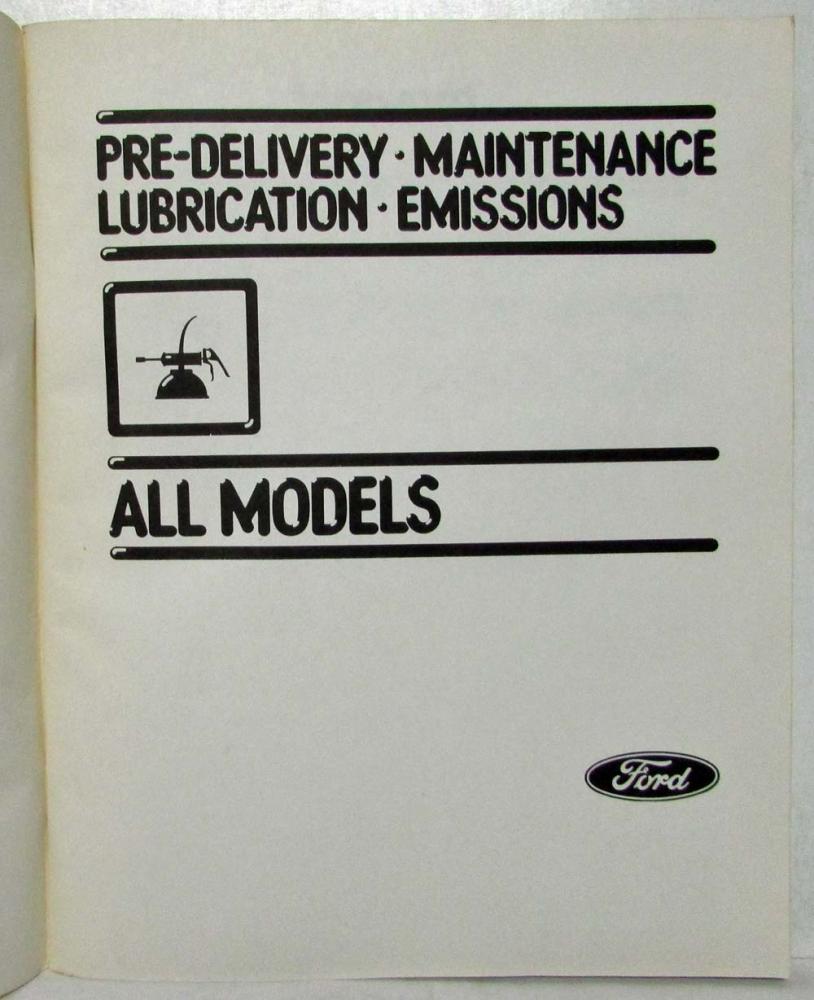 PRE-DELIVERY · MAINTENANCE
LUBRICATION · EMISSIONS
ALL MODELS
Ford